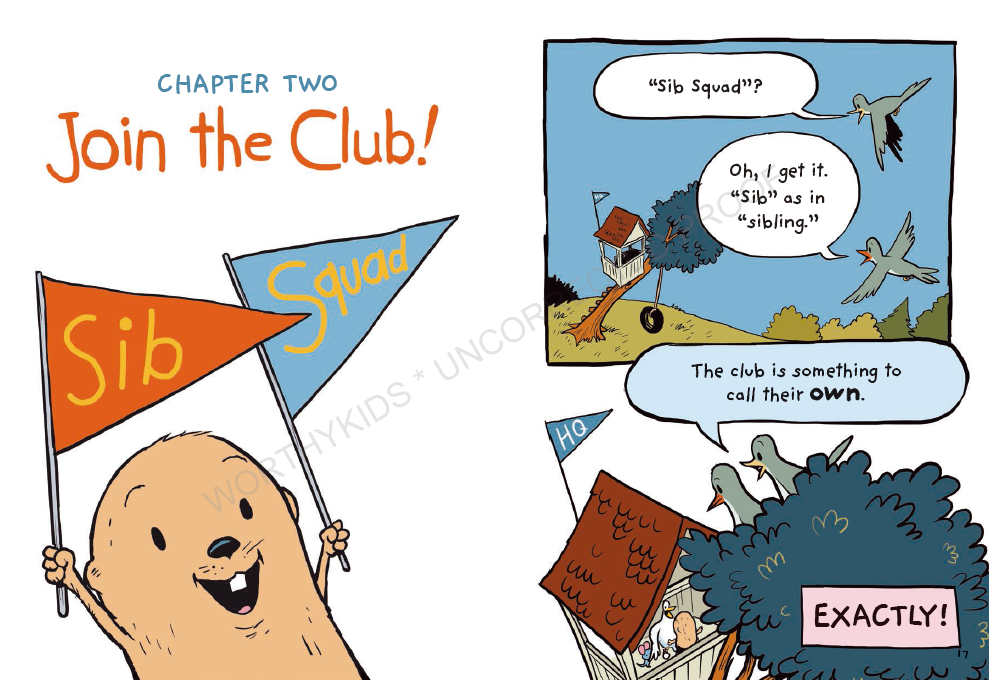 CHAPTER TWO
Join the Club!
Sib
Squad
"Sib Squad"?
Oh, I get it.
"Sib" as in
"sibling."
The club is something to
call their own.
HQ
EXACTLY!
17
WORTHYKIDS * UNCORRECTED PROOF